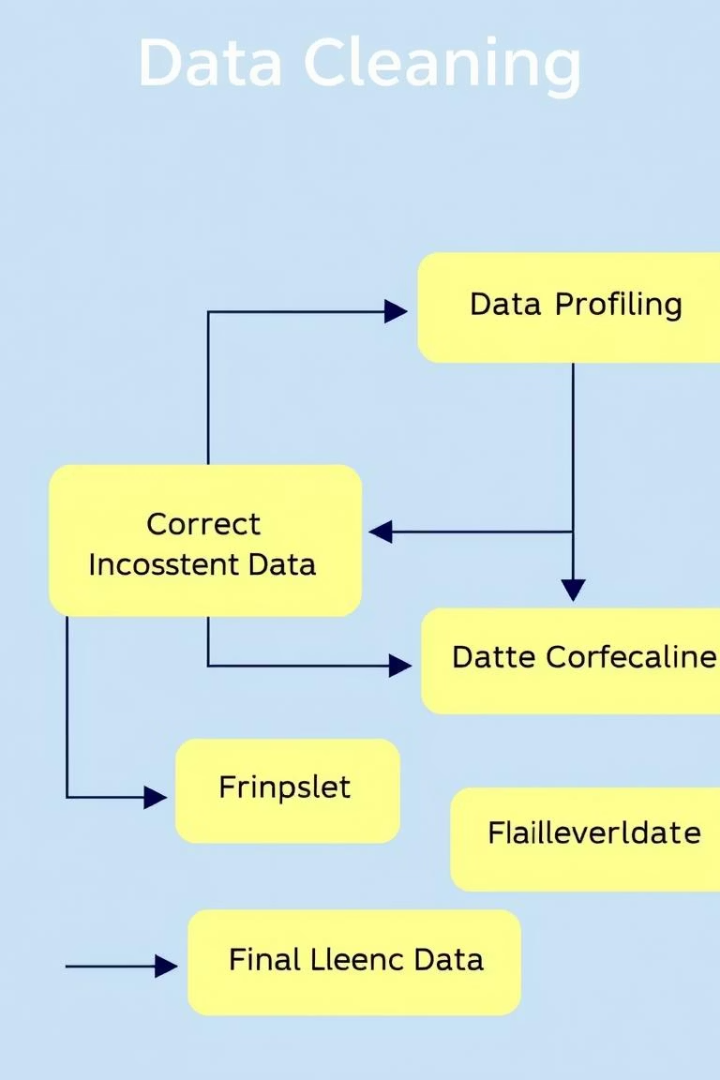 Data Cleaning
Data Profiling
Correct
Incosstent Data
Datte Corfecaline
Frinpslet
Flailleverldate
Final Lleenc Data